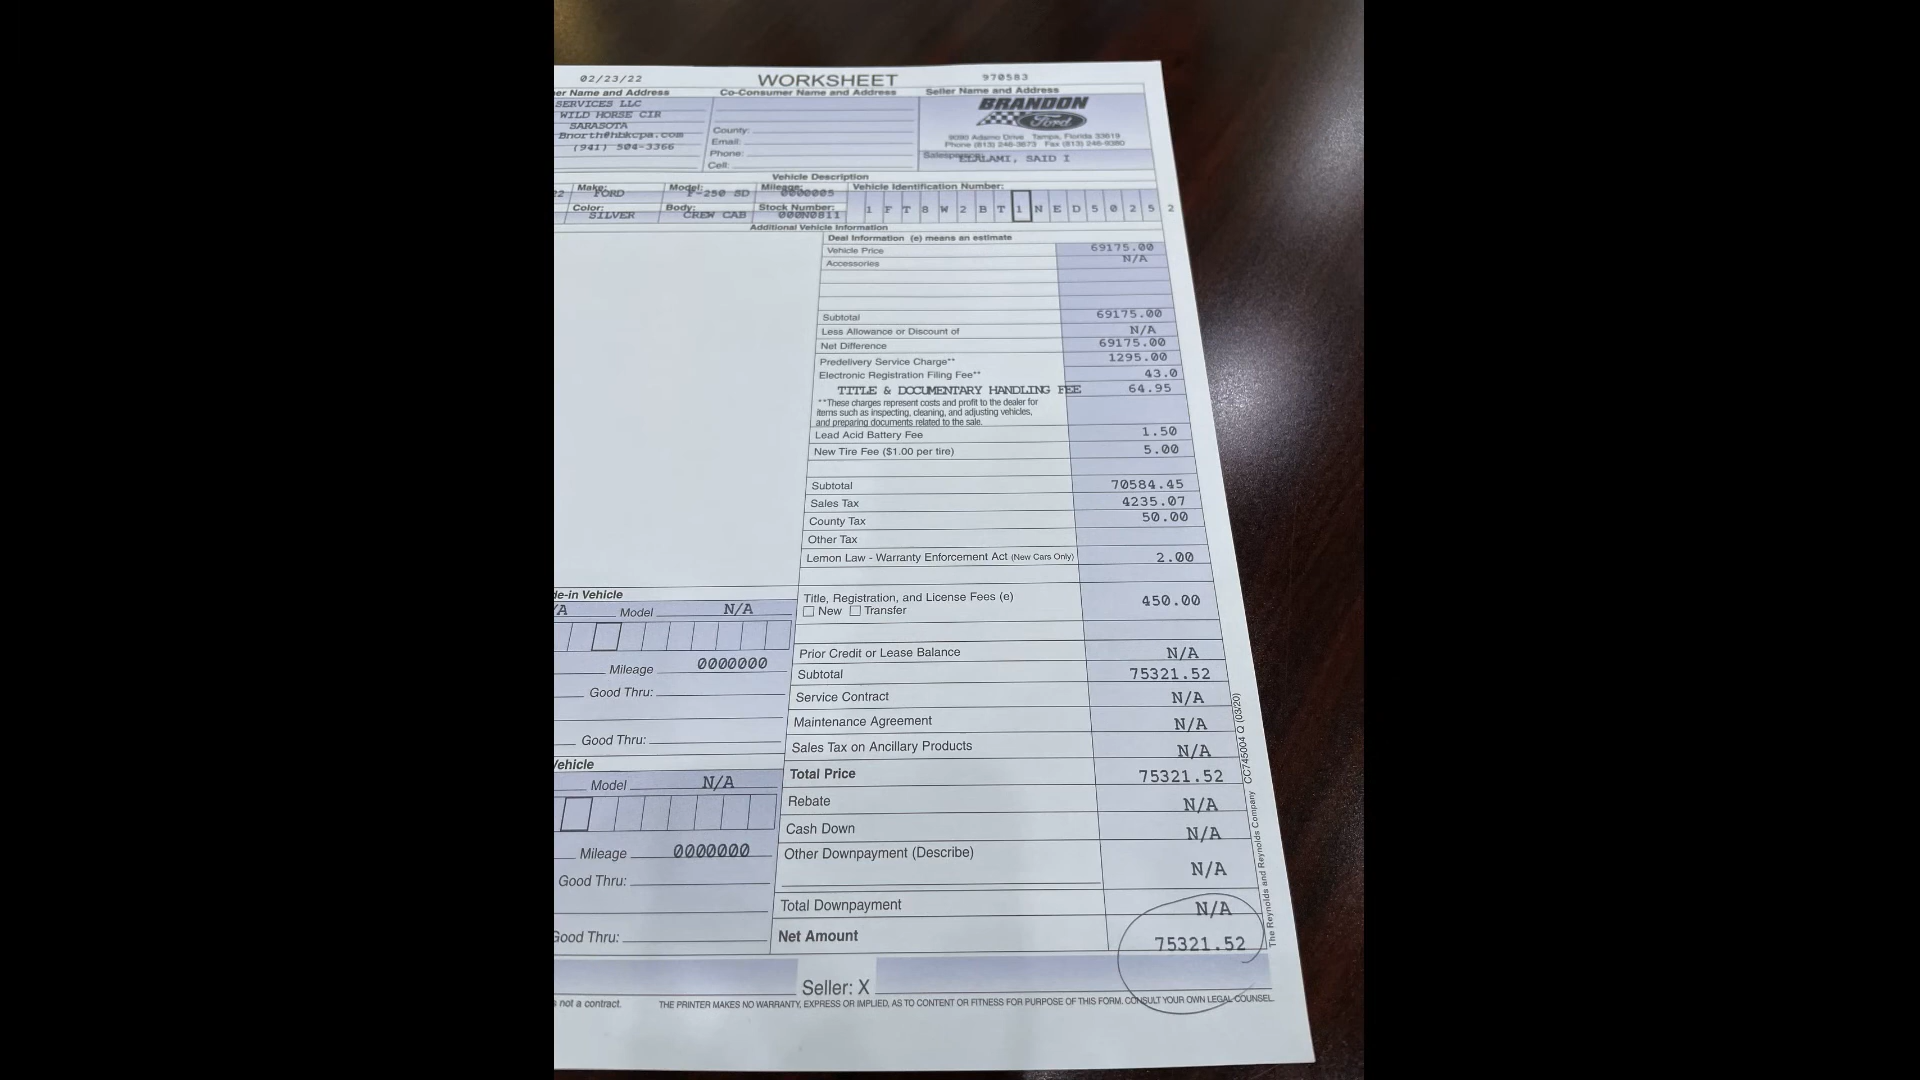 02/23/22 WORKSHEET 970583
er Name and Address Co-Consumer Name and Address Seller Name and Address
SERVICES LLC
WILD HORSE CIR
SARASOTA
Bnorth@hbkcpa.com
(941) 504-3366
County:
Email:
Phone:
Cell:
BRANDON
Ford
9090 Adamo Drive Tampa, Florida 33619
Phone (813) 246-3673 Fax (813) 246-9380
Salesperson: ELALAMI, SAID I
Vehicle Description
Make: Model: Mileage: Vehicle Identification Number:
22 FORD F-250 SD 0000005
Color: Body: Stock Number: 1 F T 8 W 2 B T 1 N E D 5 0 2 5 2
SILVER CREW CAB 000N0811
Additional Vehicle Information
Deal Information (e) means an estimate
Vehicle Price 69175.00
Accessories N/A
Subtotal 69175.00
Less Allowance or Discount of N/A
Net Difference 69175.00
Predelivery Service Charge** 1295.00
Electronic Registration Filing Fee** 43.0
TITLE & DOCUMENTARY HANDLING FEE 64.95
**These charges represent costs and profit to the dealer for
items such as inspecting, cleaning, and adjusting vehicles,
and preparing documents related to the sale.
Lead Acid Battery Fee 1.50
New Tire Fee ($1.00 per tire) 5.00
Subtotal 70584.45
Sales Tax 4235.07
County Tax 50.00
Other Tax
Lemon Law - Warranty Enforcement Act (New Cars Only) 2.00
Title, Registration, and License Fees (e) 450.00
New Transfer
Prior Credit or Lease Balance N/A
Subtotal 75321.52
Service Contract N/A
Maintenance Agreement N/A
Sales Tax on Ancillary Products N/A
Total Price 75321.52
Rebate N/A
Cash Down N/A
Other Downpayment (Describe) N/A
Total Downpayment N/A
Net Amount 75321.52
de-in Vehicle
/A Model N/A
Mileage 0000000
Good Thru:
Good Thru:
Vehicle
Model N/A
Mileage 0000000
Good Thru:
Good Thru:
Seller: X
s not a contract. THE PRINTER MAKES NO WARRANTY, EXPRESS OR IMPLIED, AS TO CONTENT OR FITNESS FOR PURPOSE OF THIS FORM. CONSULT YOUR OWN LEGAL COUNSEL.
The Reynolds and Reynolds Company CC745004 Q (03/20)